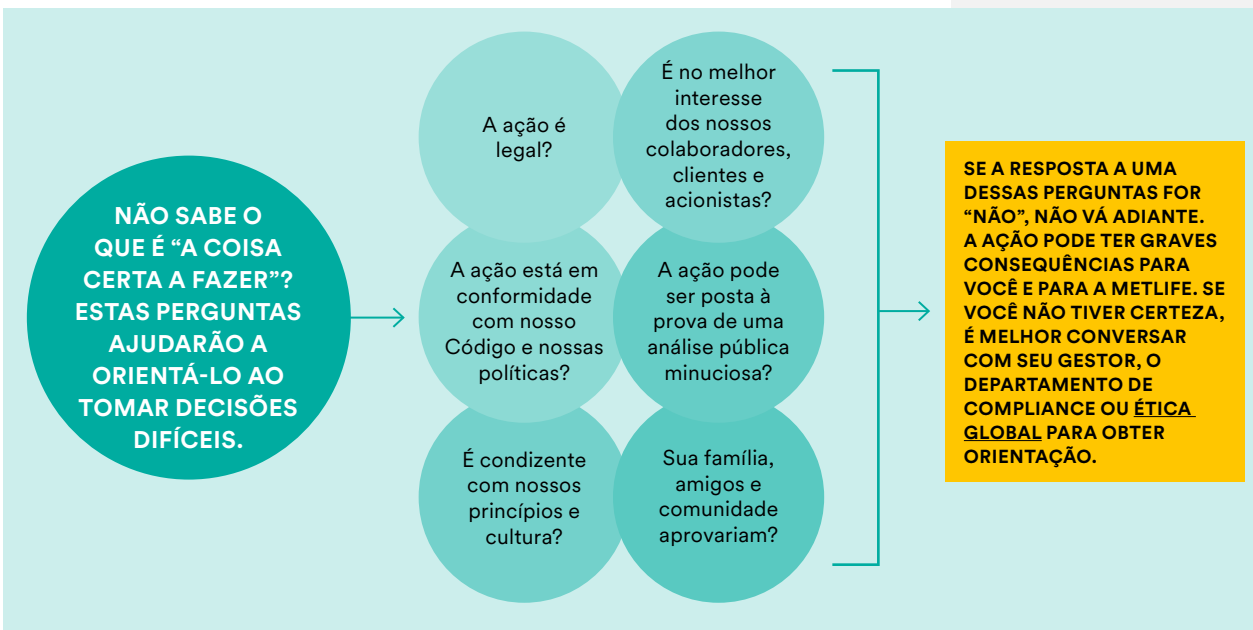 NÃO SABE O
QUE É “A COISA
CERTA A FAZER”?
ESTAS PERGUNTAS
AJUDARÃO A
ORIENTÁ-LO AO
TOMAR DECISÕES
DIFÍCEIS.
A ação é
legal?
É no melhor
interesse
dos nossos
colaboradores,
clientes e
acionistas?
A ação está em
conformidade
com nosso
Código e nossas
políticas?
A ação pode
ser posta à
prova de uma
análise pública
minuciosa?
É condizente
com nossos
princípios e
cultura?
Sua família,
amigos e
comunidade
aprovariam?
SE A RESPOSTA A UMA
DESSAS PERGUNTAS FOR
“NÃO”, NÃO VÁ ADIANTE.
A AÇÃO PODE TER GRAVES
CONSEQUÊNCIAS PARA
VOCÊ E PARA A METLIFE. SE
VOCÊ NÃO TIVER CERTEZA,
É MELHOR CONVERSAR
COM SEU GESTOR, O
DEPARTAMENTO DE
COMPLIANCE OU ÉTICA
GLOBAL PARA OBTER
ORIENTAÇÃO.